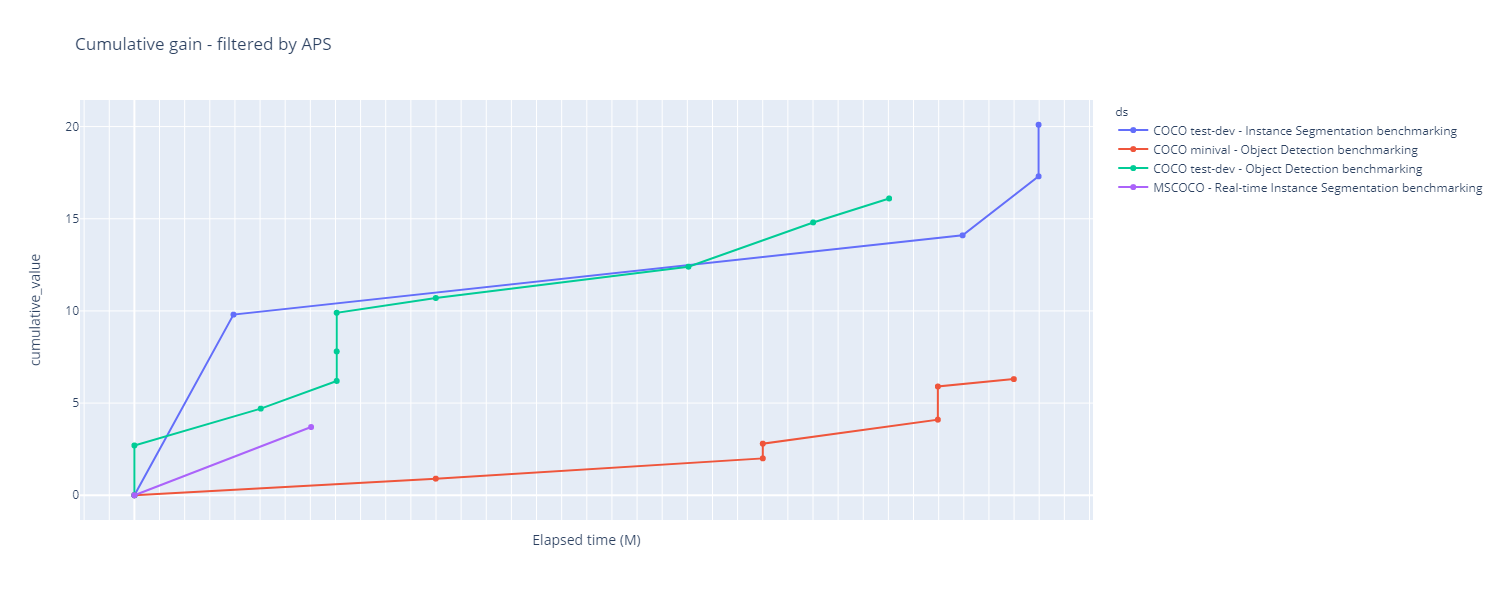 Cumulative gain - filtered by APS
20
15
10
5
0
cumulative_value
Elapsed time (M)
ds
COCO test-dev - Instance Segmentation benchmarking
COCO minival - Object Detection benchmarking
COCO test-dev - Object Detection benchmarking
MSCOCO - Real-time Instance Segmentation benchmarking